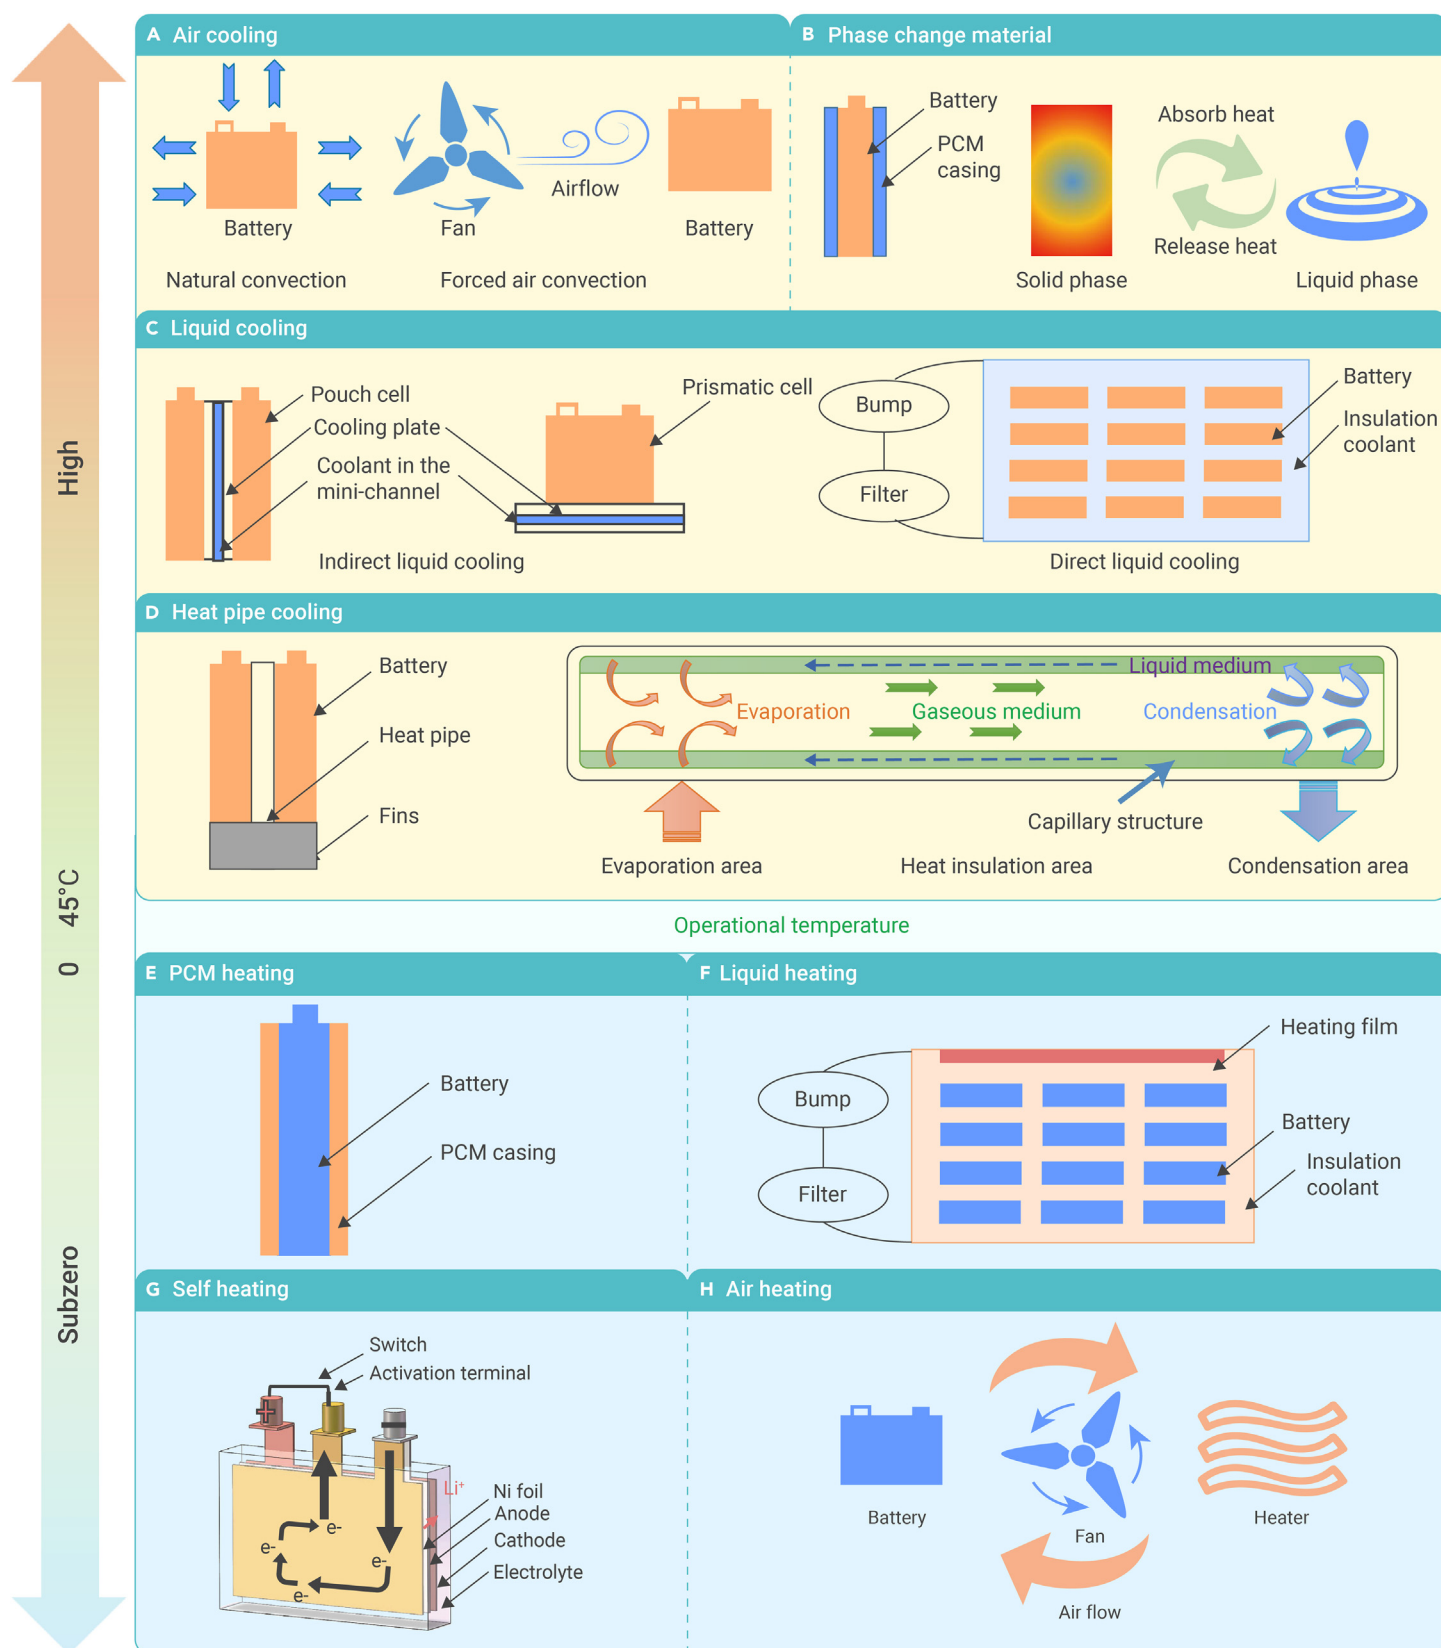 A Air cooling
B Phase change material
Battery
PCM
casing
Absorb heat
Release heat
Airflow
Battery
Fan
Battery
Natural convection
Forced air convection
Solid phase
Liquid phase
C Liquid cooling
Pouch cell
Cooling plate
Coolant in the
mini-channel
Prismatic cell
Bump
Filter
Battery
Insulation
coolant
Indirect liquid cooling
Direct liquid cooling
High
D Heat pipe cooling
Battery
Heat pipe
Fins
Liquid medium
Evaporation
Gaseous medium
Condensation
Capillary structure
Evaporation area
Heat insulation area
Condensation area
45°C
Operational temperature
0
E PCM heating
Battery
PCM casing
F Liquid heating
Heating film
Bump
Filter
Battery
Insulation
coolant
Subzero
G Self heating
Switch
Activation terminal
Li+
Ni foil
Anode
Cathode
Electrolyte
e-
e-
e-
e-
H Air heating
Battery
Fan
Heater
Air flow